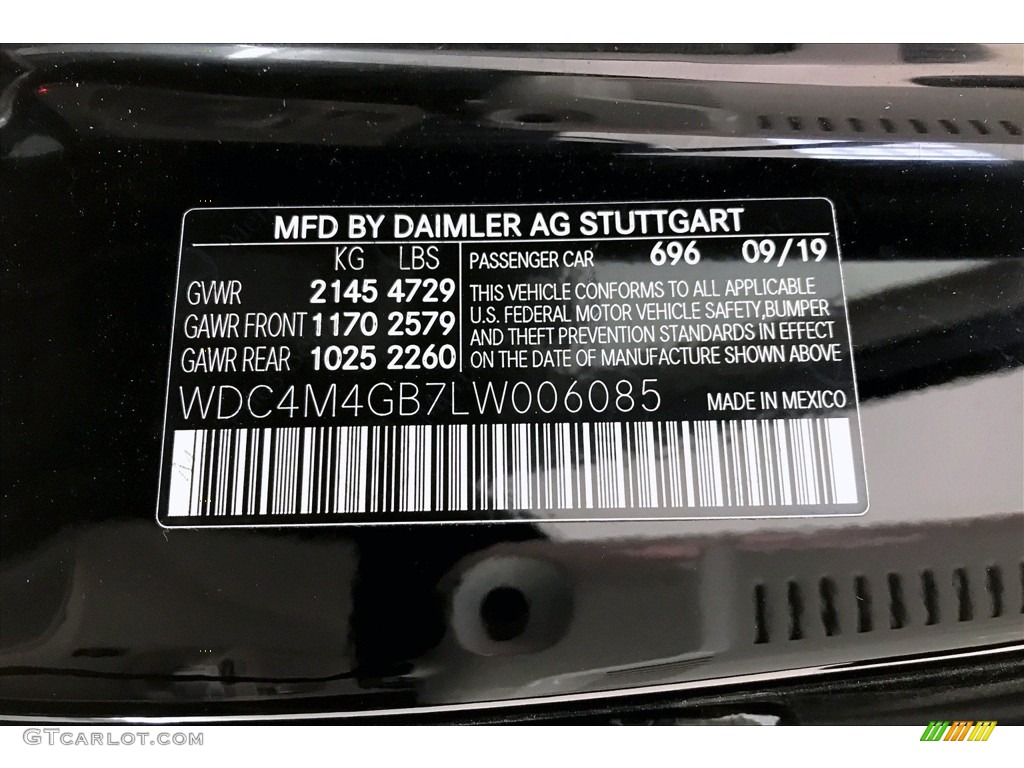 MFD BY DAIMLER AG STUTTGART
KG LBS
GVWR 2145 4729
GAWR FRONT 1170 2579
GAWR REAR 1025 2260
PASSENGER CAR 696 09/19
THIS VEHICLE CONFORMS TO ALL APPLICABLE
U.S. FEDERAL MOTOR VEHICLE SAFETY,BUMPER
AND THEFT PREVENTION STANDARDS IN EFFECT
ON THE DATE OF MANUFACTURE SHOWN ABOVE
WDC4M4GB7LW006085 MADE IN MEXICO
GTCarlot.com